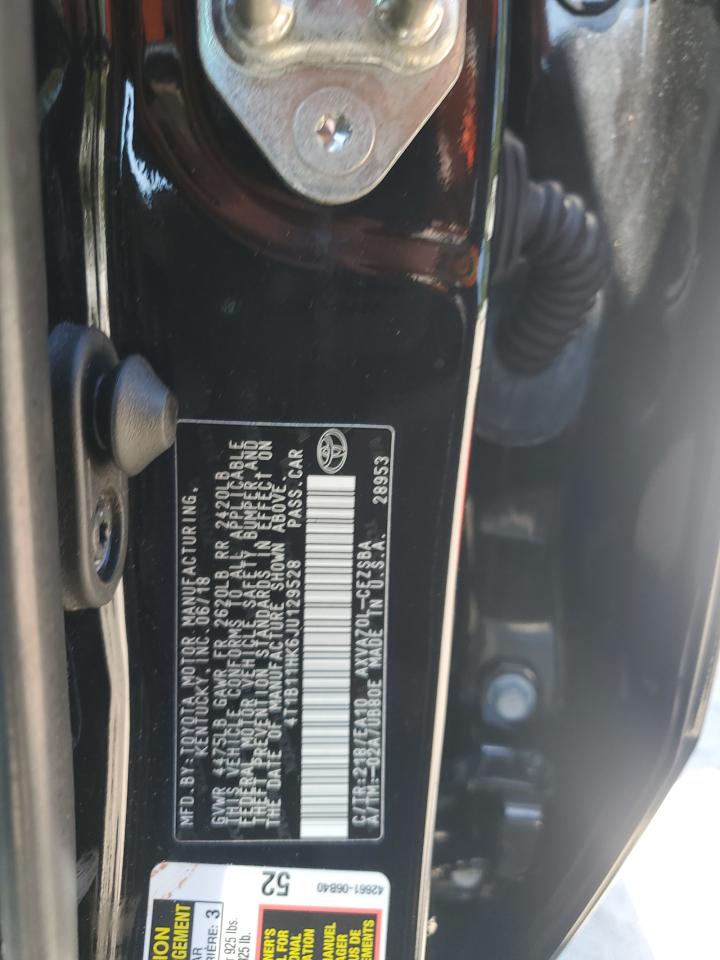 MFD.BY:TOYOTA MOTOR MANUFACTURING,
KENTUCKY, INC. 06/18
GVWR 4475LB GAWR FR 2620LB RR 2420LB
THIS VEHICLE CONFORMS TO ALL APPLICABLE
FEDERAL MOTOR VEHICLE SAFETY, BUMPER, AND
THEFT PREVENTION STANDARDS IN EFFECT ON
THE DATE OF MANUFACTURE SHOWN ABOVE.
4T1B11HK6JU129528 PASS.CAR
C/TR:218/EA10 AXVA70L-CEZSBA
A/TM:-02A/UB80E MADE IN U.S.A. 28953
52
42661-06B40